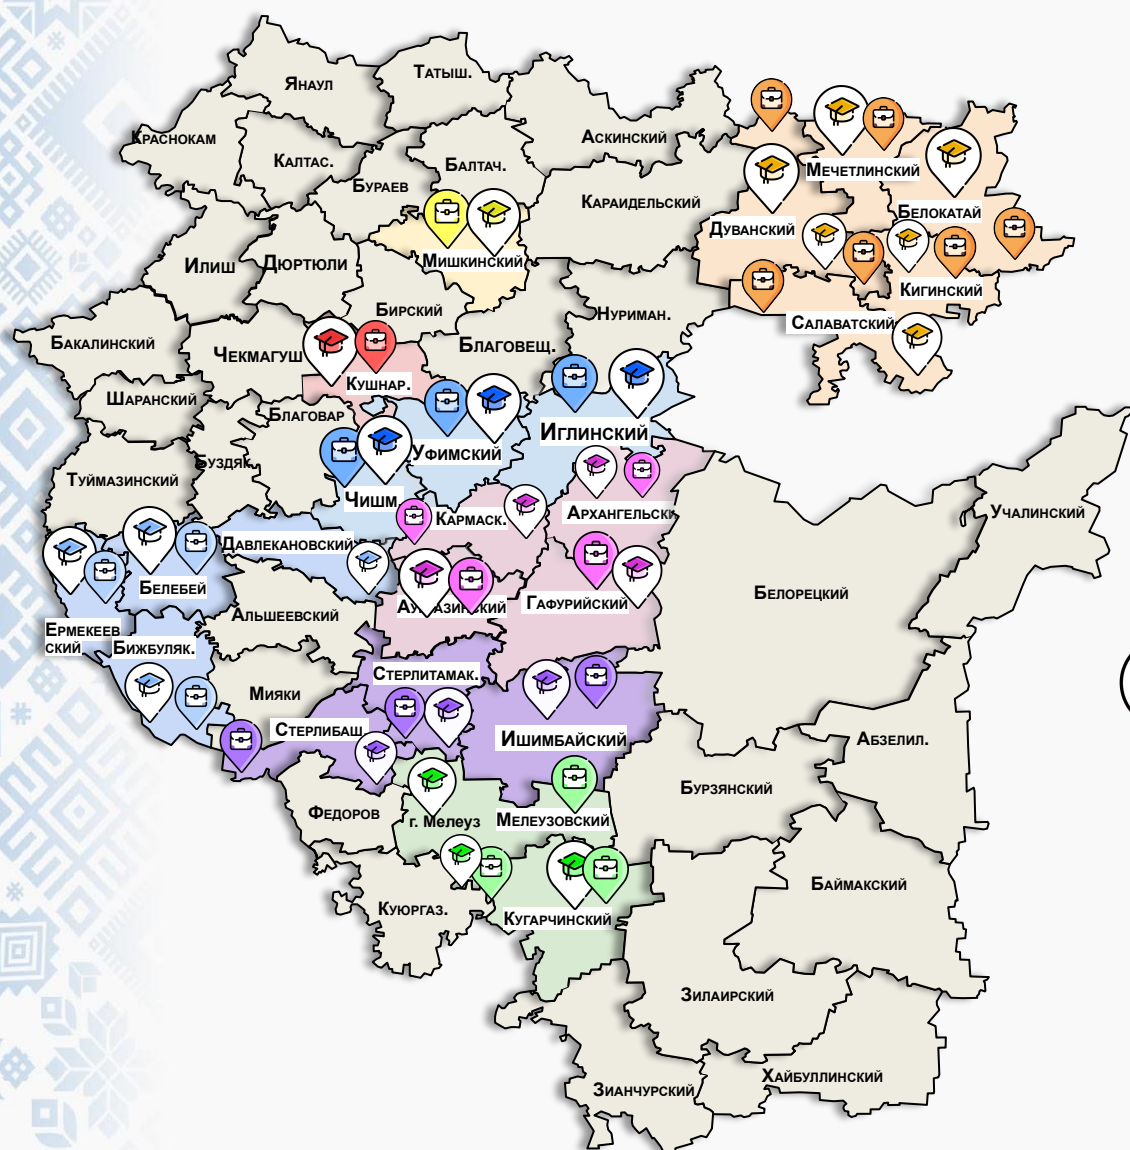 Татыш.
Янаул
Краснокам
Аскинский
Калтас.
Балтач.
Бураев
Мечетлинский
Караидельский
Белокатай
Дуванский
Мишкинский
Илиш
Дюртюли
Кигинский
Бирский
Нуриман.
Салаватский
Бакалинский
Чекмагуш
Благовещ.
Кушнар.
Шаранский
Благовар
Иглинский
Уфимский
Буздяк.
Туймазинский
Чишм
Кармаск.
Архангельск
Учалинский
Давлекановский
Белебей
Белорецкий
Гафурийский
Альшеевский
Ермекеев
ский
Бижбуляк.
Стерлитамак.
Мияки
Стерлибаш
Ишимбайский
Абзелил.
Бурзянский
Федоров
г. Мелеуз
Мелеузовский
Баймакский
Куюргаз.
Кугарчинский
Зилаирский
Хайбуллинский
Зианчурский